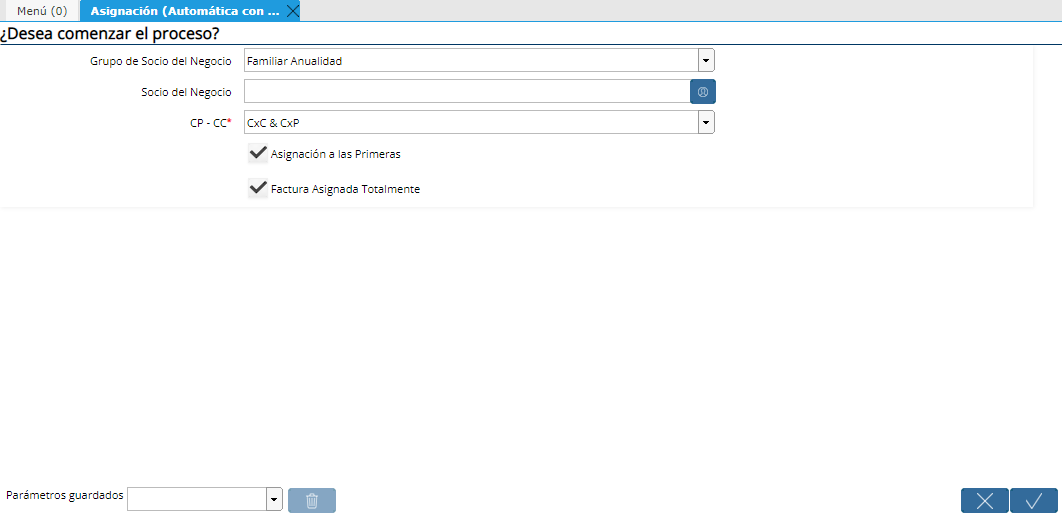 Menú (0)
Asignación (Automática con ...
¿Desea comenzar el proceso?
Grupo de Socio del Negocio Familiar Anualidad
Socio del Negocio
CP - CC* CxC & CxP
Asignación a las Primeras
Factura Asignada Totalmente
Parámetros guardados